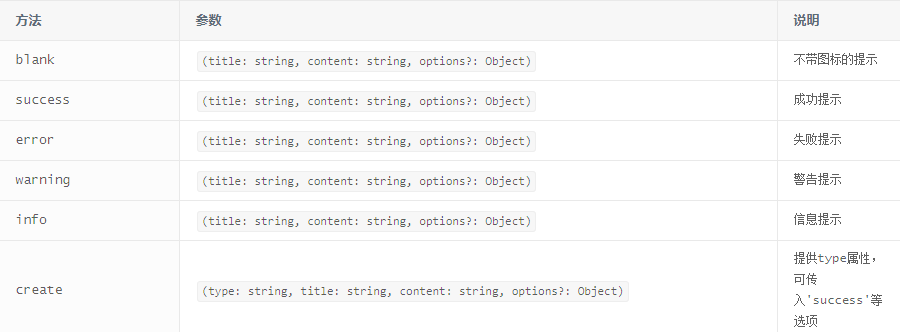 方法 参数 说明
blank (title: string, content: string, options?: Object) 不带图标的提示
success (title: string, content: string, options?: Object) 成功提示
error (title: string, content: string, options?: Object) 失败提示
warning (title: string, content: string, options?: Object) 警告提示
info (title: string, content: string, options?: Object) 信息提示
create (type: string, title: string, content: string, options?: Object) 提供type属性，
可传
入'success'等
选项